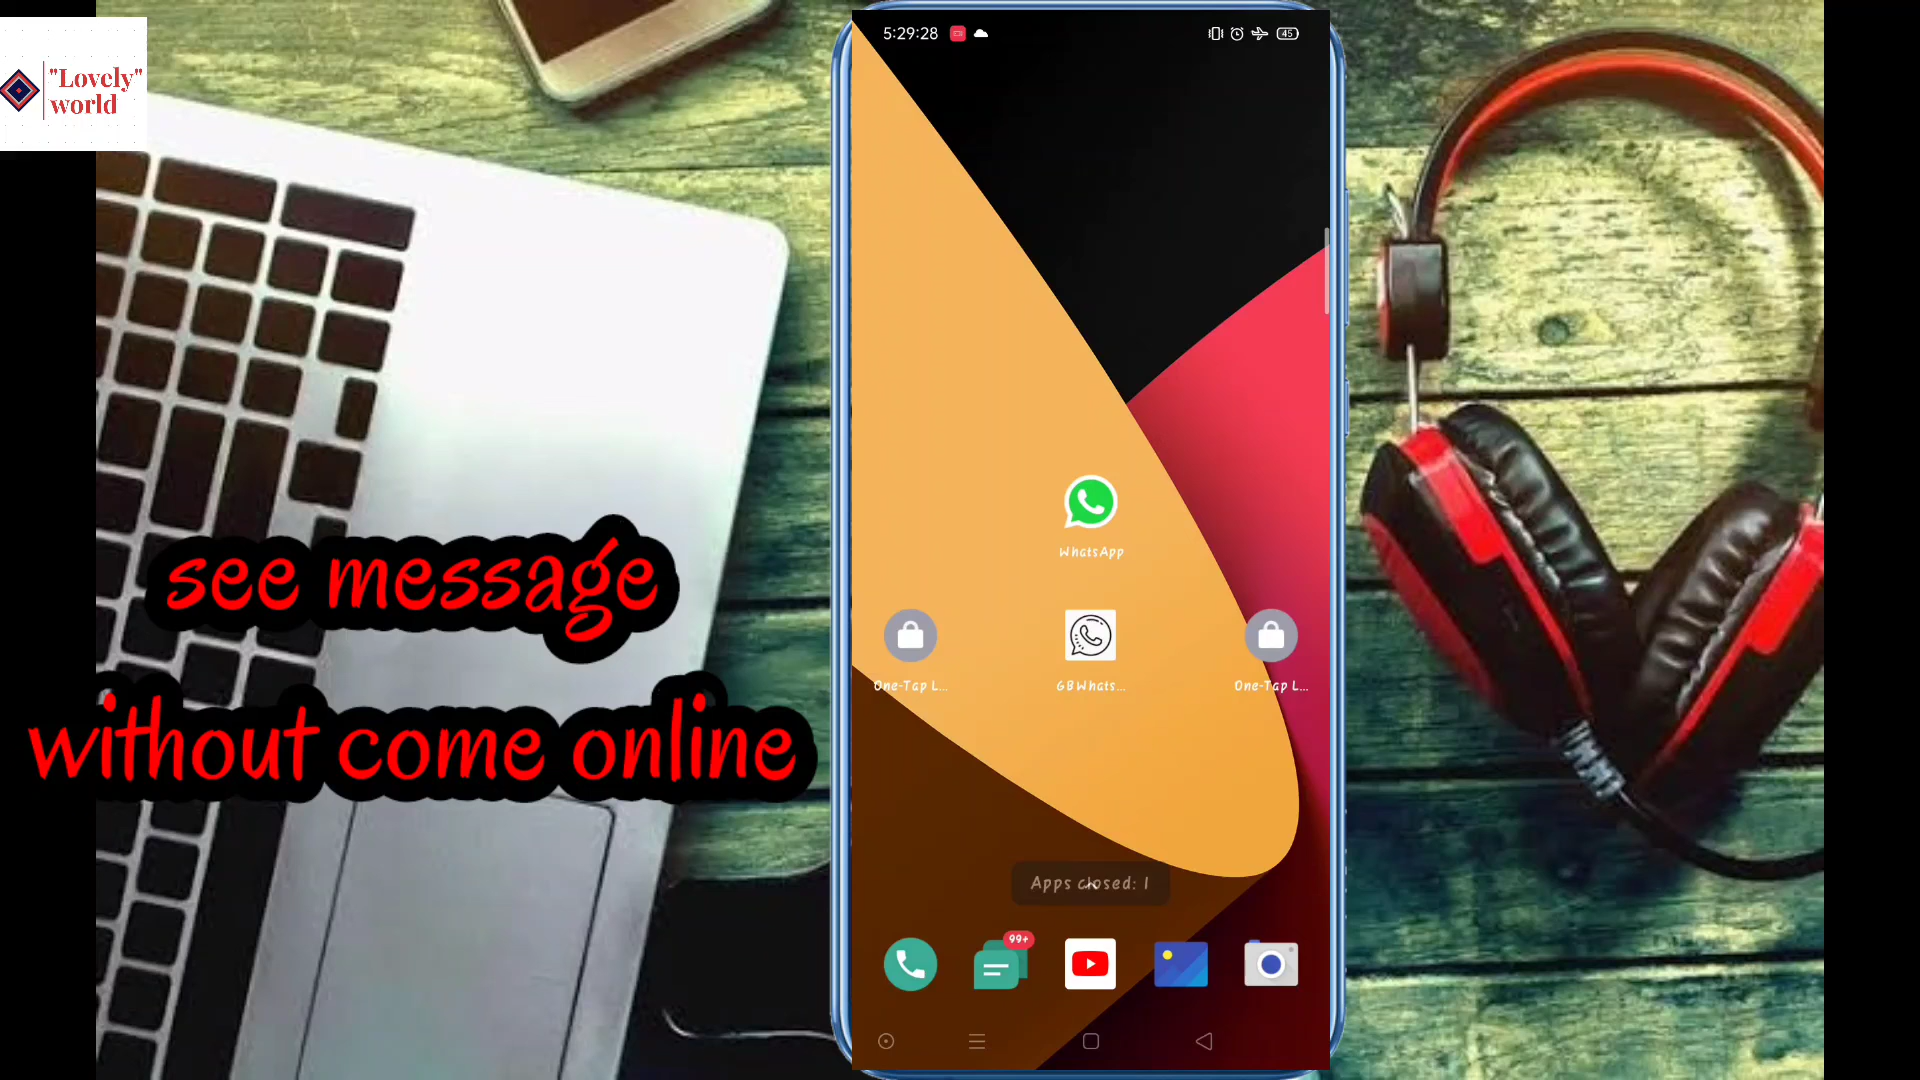 "Lovely"
world
5:29:28
45
see message
without come online
WhatsApp
One-Tap L...
GBWhats...
One-Tap L...
Apps closed: 1
99+